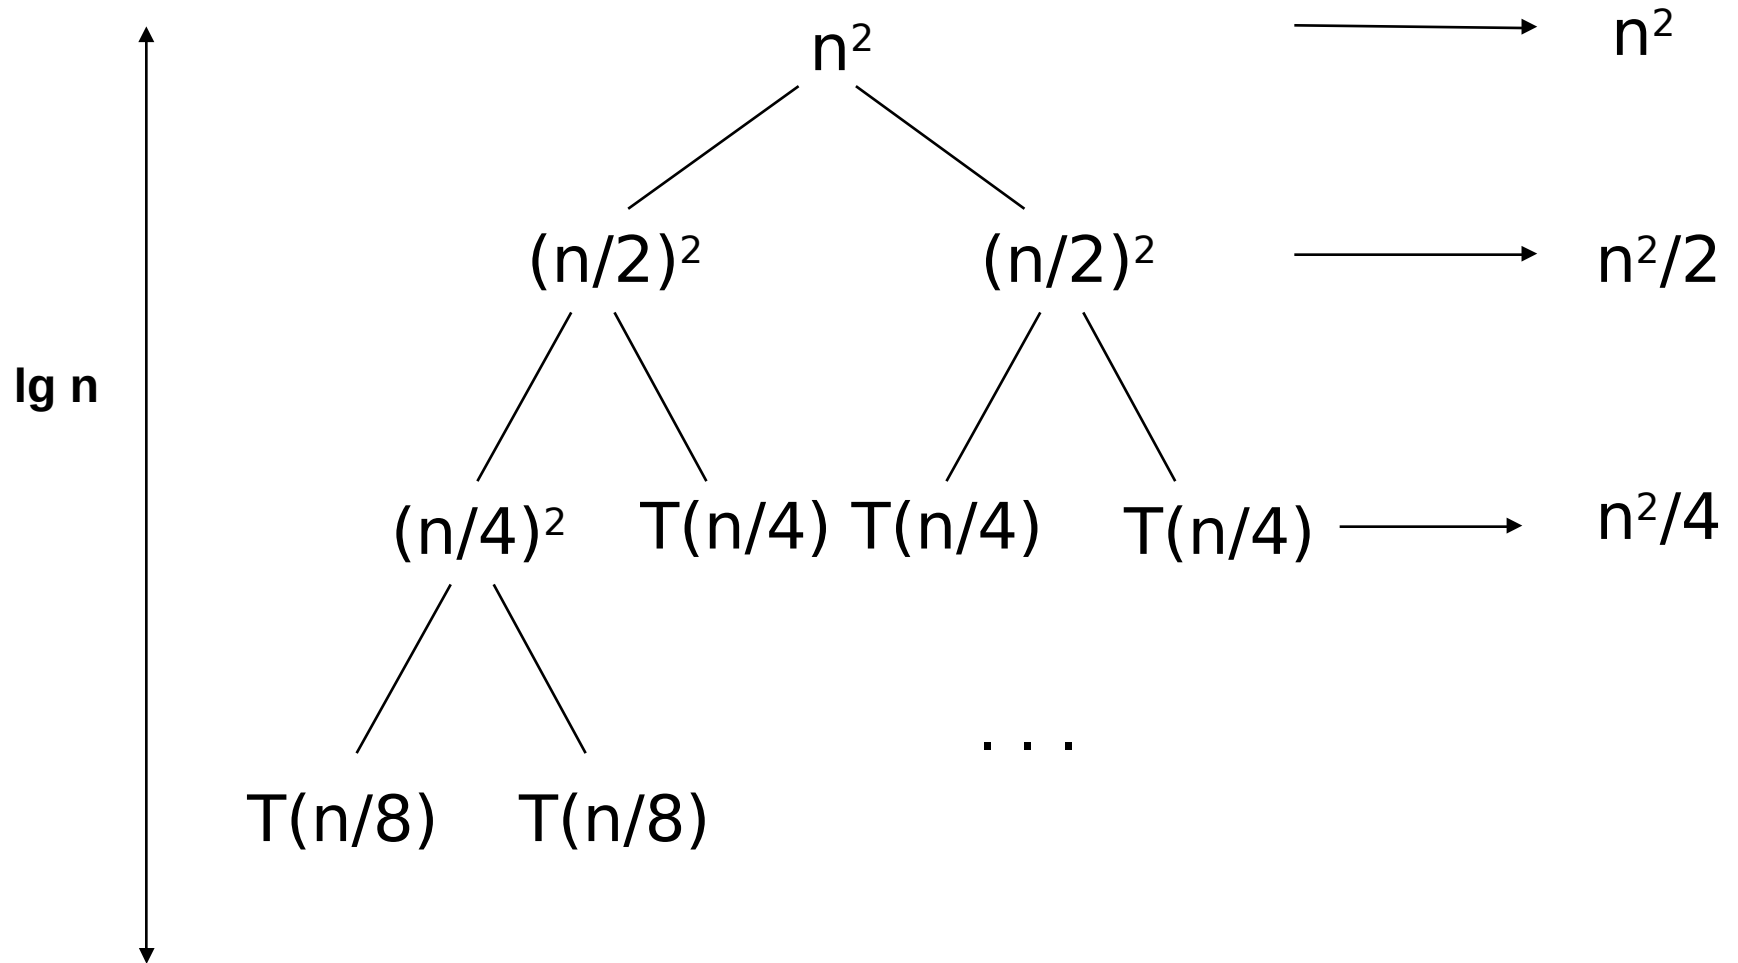 n² n²
(n/2)² (n/2)² n²/2
lg n
(n/4)² T(n/4) T(n/4) T(n/4) n²/4
. . .
T(n/8) T(n/8)